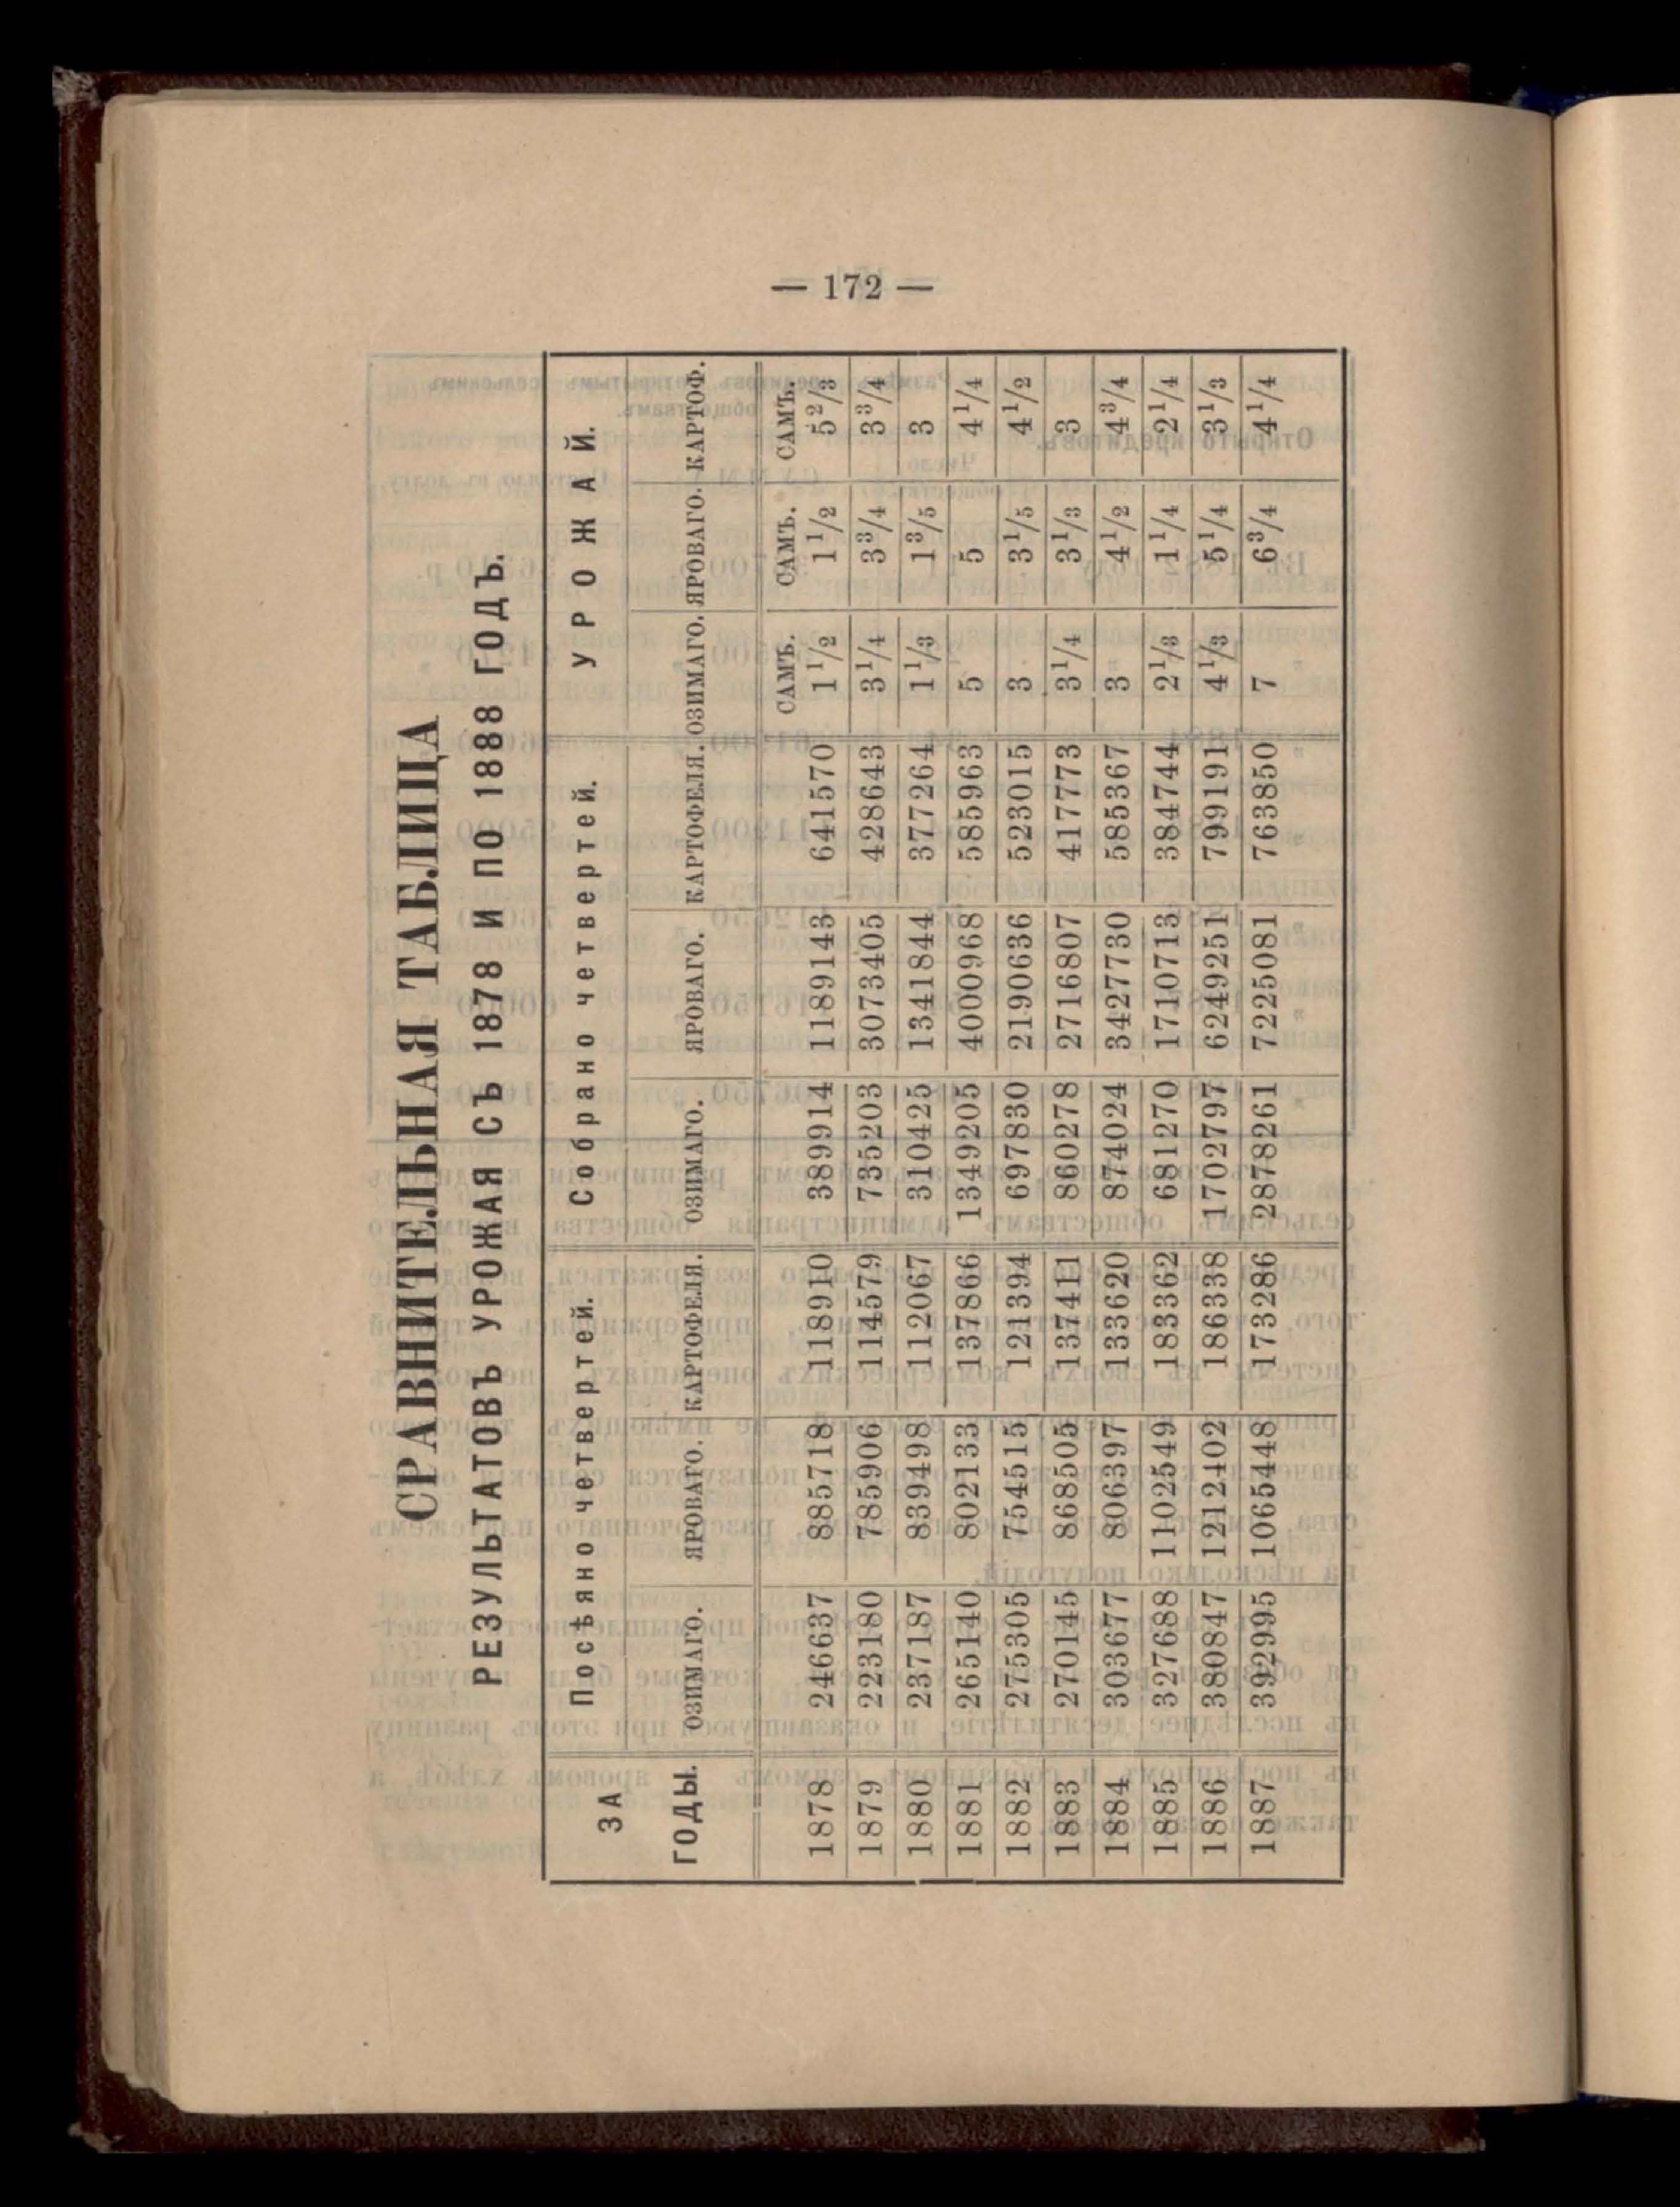 — 172 —
СРАВНИТЕЛЬНАЯ ТАБЛИЦА
РЕЗУЛЬТАТОВЪ УРОЖАЯ СЪ 1878 И ПО 1888 ГОДЪ.
ЗА ГОДЫ. Посѣяно четвертей. Собрано четвертей. УРОЖАЙ.
ОЗИМАГО. ЯРОВАГО. КАРТОФЕЛЯ. ОЗИМАГО. ЯРОВАГО. КАРТОФЕЛЯ. ОЗИМАГО. ЯРОВАГО. КАРТОФ.
САМЪ. САМЪ. САМЪ.
1878 246637 885718 118910 389914 1189143 641570 1 1/2 1 1/2 5 2/3
1879 223180 785906 114579 735203 3073405 428643 3 1/4 3 3/4 3 3/4
1880 237187 839498 112067 310425 1341844 377264 1 1/3 1 3/5 3
1881 265140 802133 137866 1349205 4000968 585963 5 5 4 1/4
1882 275305 754515 121394 697830 2190636 523015 3 3 1/5 4 1/2
1883 270145 868505 137411 860278 2716807 417773 3 1/4 3 1/3 3
1884 303677 806397 133620 874024 3427730 585367 3 4 1/2 4 3/4
1885 327688 1102549 183362 681270 1710713 384744 2 1/3 1 1/4 2 1/4
1886 380847 1212402 186338 1702797 6249251 799191 4 1/3 5 1/4 3 1/3
1887 392995 1065448 173286 2878261 7225081 763850 7 6 3/4 4 1/4